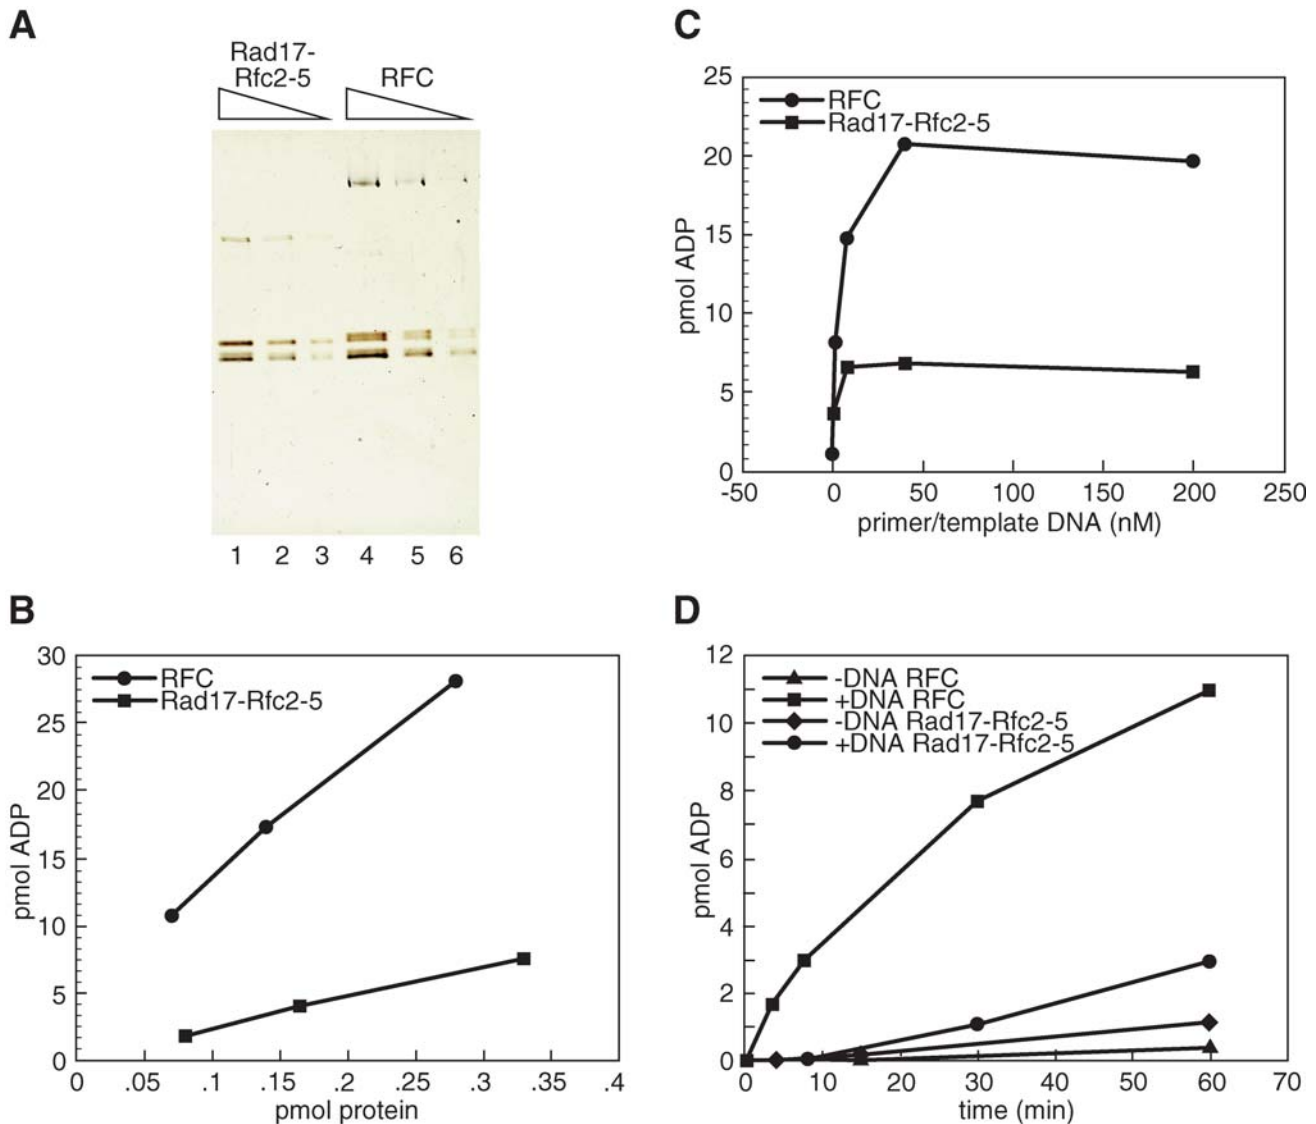 A
Rad17-
Rfc2-5
RFC
1 2 3 4 5 6
B
30
25
20
15
10
5
0
pmol ADP
RFC
Rad17-Rfc2-5
0 .05 .1 .15 .2 .25 .3 .35 .4
pmol protein
C
25
20
15
10
5
0
pmol ADP
RFC
Rad17-Rfc2-5
-50 0 50 100 150 200 250
primer/template DNA (nM)
D
12
10
8
6
4
2
0
pmol ADP
-DNA RFC
+DNA RFC
-DNA Rad17-Rfc2-5
+DNA Rad17-Rfc2-5
0 10 20 30 40 50 60 70
time (min)